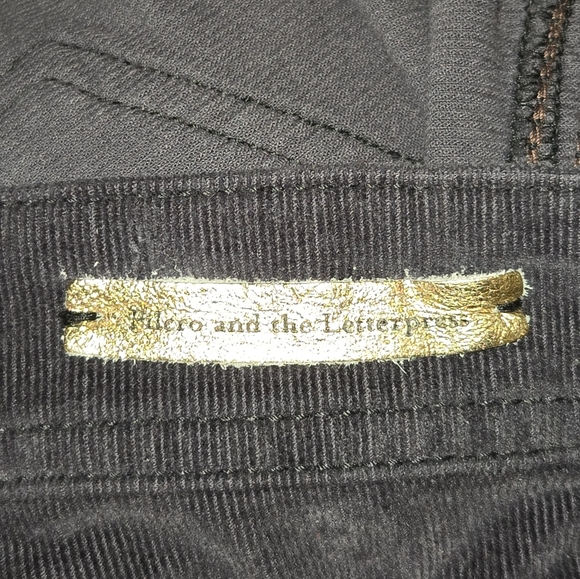 Pilcro and the Letterpress